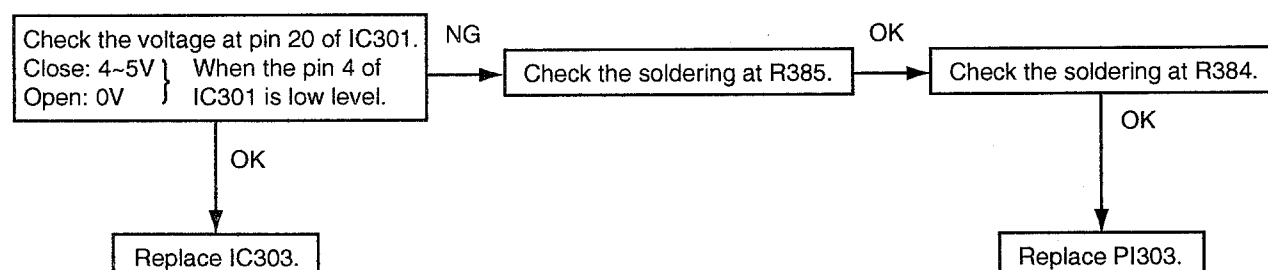 Check the voltage at pin 20 of IC301.
Close: 4~5V } When the pin 4 of
Open: 0V IC301 is low level.
NG
Check the soldering at R385.
OK
Check the soldering at R384.
OK
OK
Replace IC303.
Replace PI303.